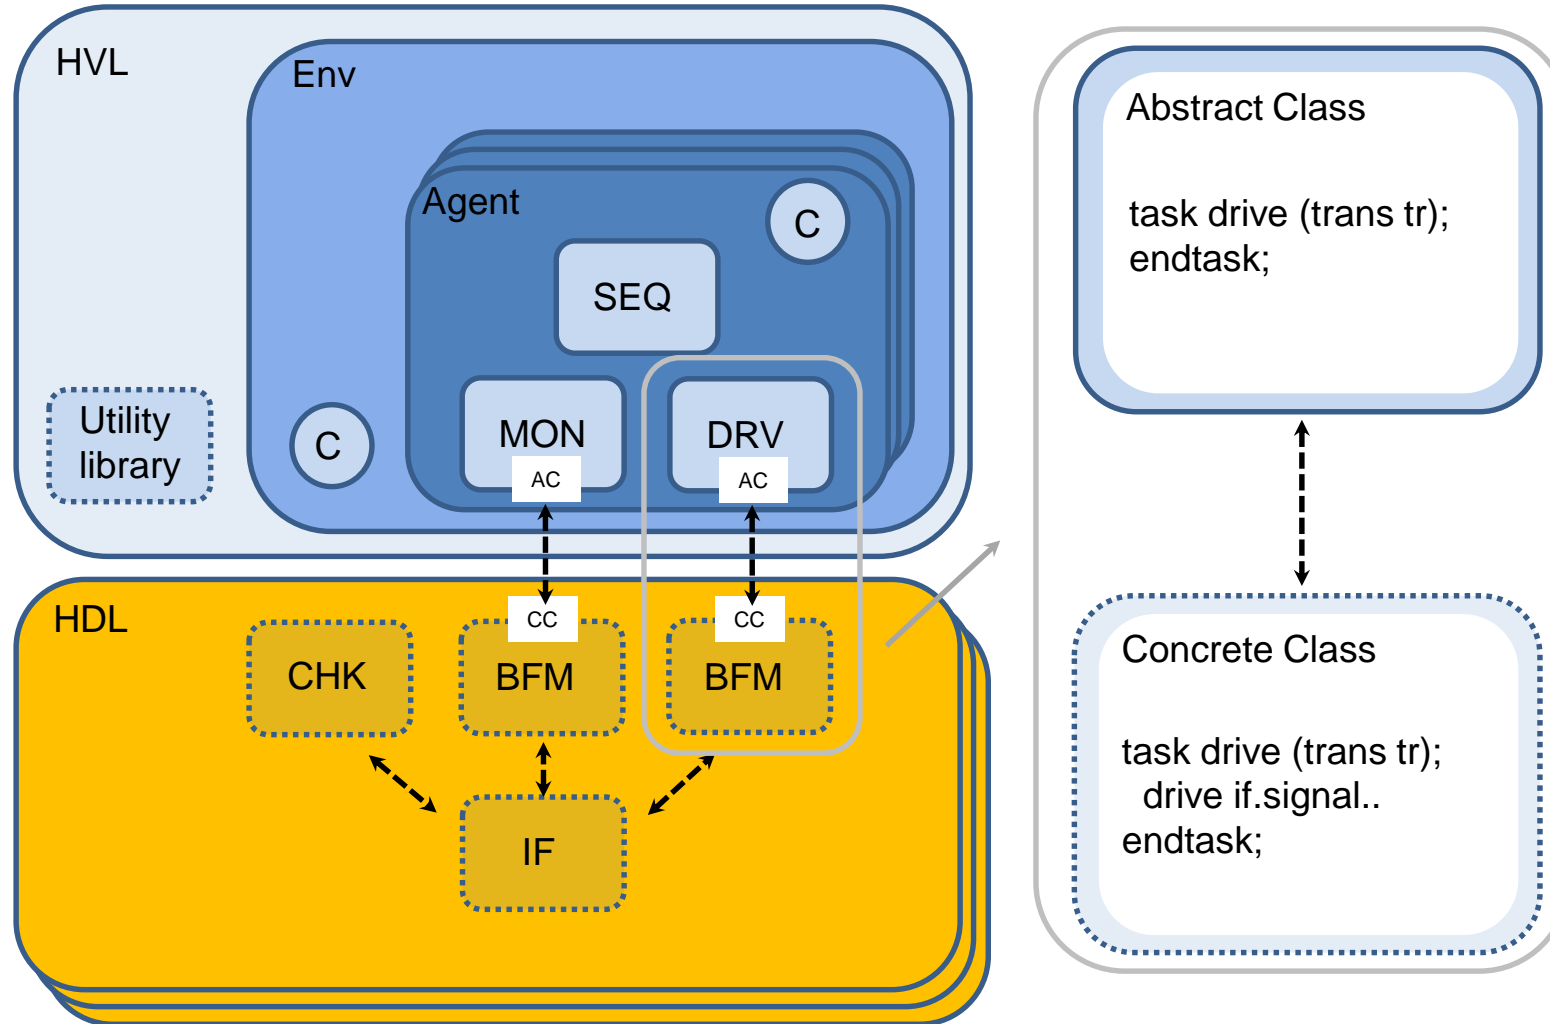 HVL
Env
Agent
C
SEQ
MON
AC
DRV
AC
C
Utility
library
HDL
CC
CC
CHK
BFM
BFM
IF
Abstract Class
task drive (trans tr);
endtask;
Concrete Class
task drive (trans tr);
drive if.signal..
endtask;